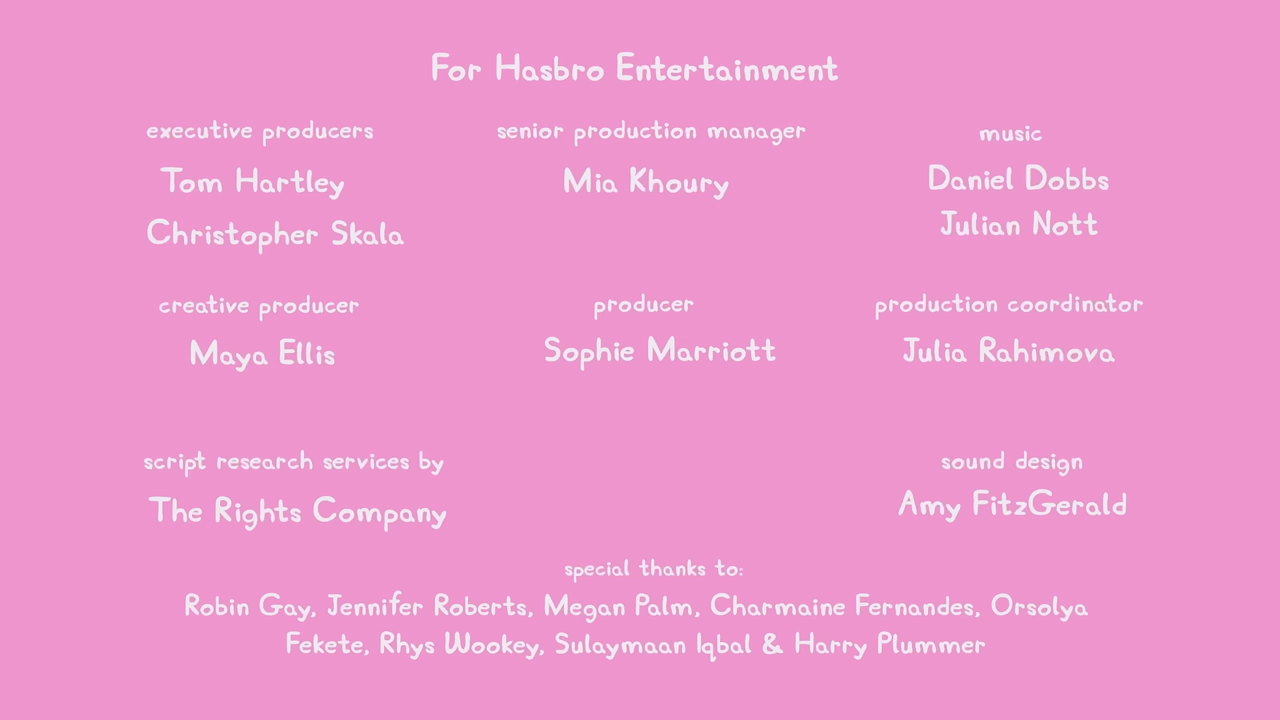 For Hasbro Entertainment
executive producers
Tom Hartley
Christopher Skala
senior production manager
Mia Khoury
music
Daniel Dobbs
Julian Nott
creative producer
Maya Ellis
producer
Sophie Marriott
production coordinator
Julia Rahimova
script research services by
The Rights Company
sound design
Amy FitzGerald
special thanks to:
Robin Gay, Jennifer Roberts, Megan Palm, Charmaine Fernandes, Orsolya
Fekete, Rhys Wookey, Sulaymaan Iqbal & Harry Plummer